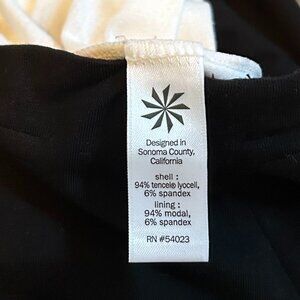 Designed in
Sonoma County,
California
shell :
94% tencel® lyocell,
6% spandex
lining :
94% modal,
6% spandex
RN #54023